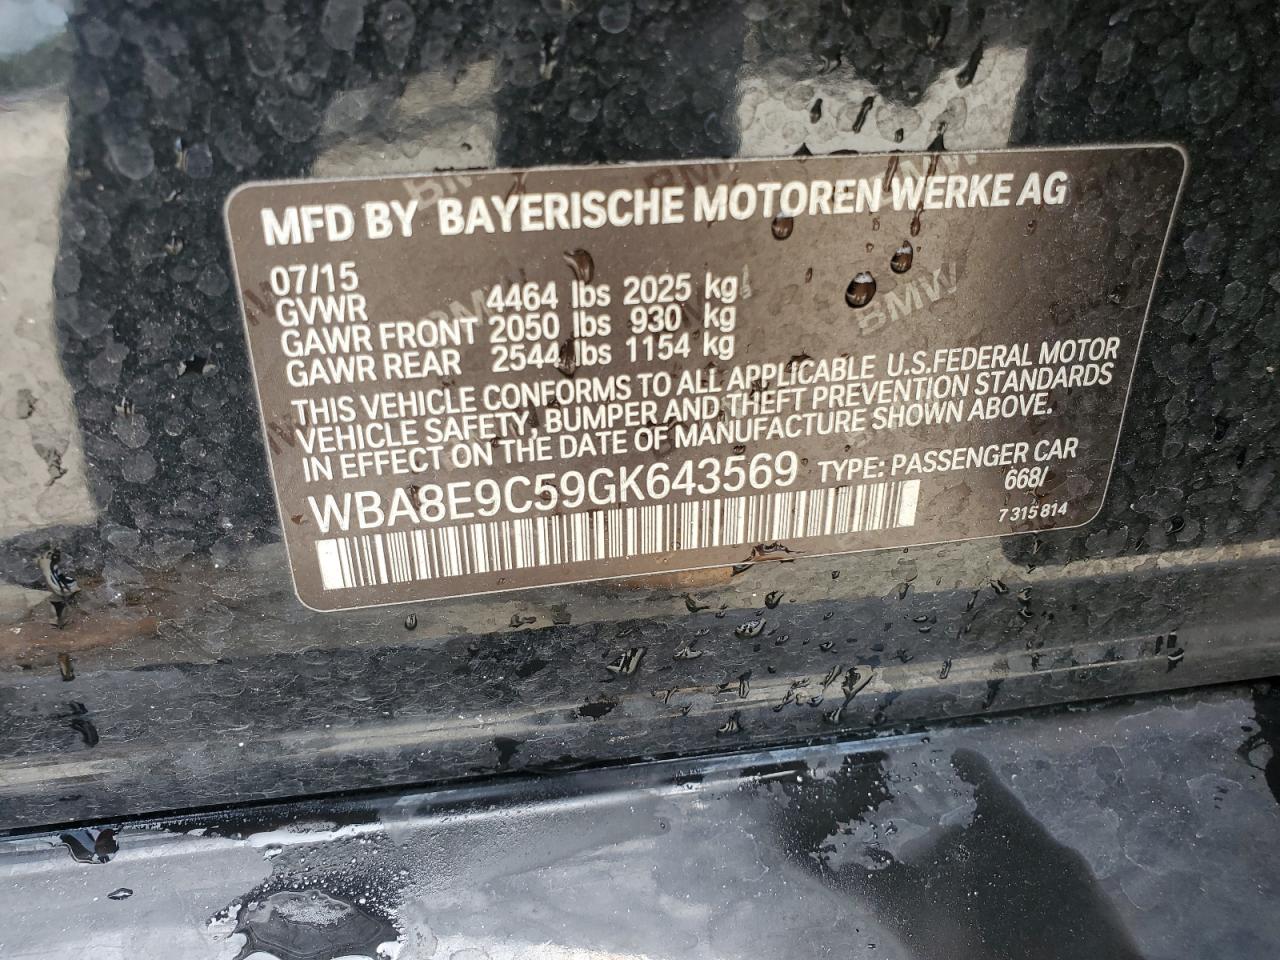 MFD BY BAYERISCHE MOTOREN WERKE AG
07/15
GVWR 4464 lbs 2025 kg
GAWR FRONT 2050 lbs 930 kg
GAWR REAR 2544 lbs 1154 kg
THIS VEHICLE CONFORMS TO ALL APPLICABLE U.S.FEDERAL MOTOR
VEHICLE SAFETY, BUMPER AND THEFT PREVENTION STANDARDS
IN EFFECT ON THE DATE OF MANUFACTURE SHOWN ABOVE.
WBA8E9C59GK643569 TYPE: PASSENGER CAR
668/
7 315 814
BMW
BMW
BMW